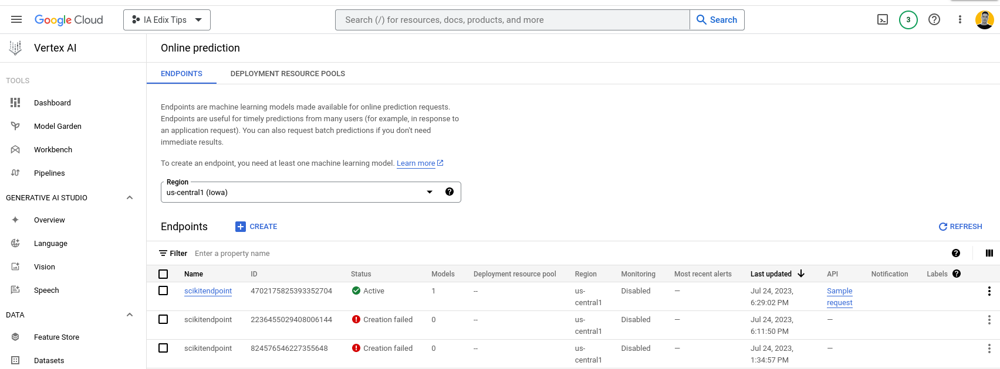 Google Cloud
IA Edix Tips
Search (/) for resources, docs, products, and more
Search
3
Vertex AI
Online prediction
TOOLS
Dashboard
Model Garden
Workbench
Pipelines
GENERATIVE AI STUDIO
Overview
Language
Vision
Speech
DATA
Feature Store
Datasets
ENDPOINTS
DEPLOYMENT RESOURCE POOLS
Endpoints are machine learning models made available for online prediction requests.
Endpoints are useful for timely predictions from many users (for example, in response to
an application request). You can also request batch predictions if you don't need
immediate results.
To create an endpoint, you need at least one machine learning model. Learn more
Region
us-central1 (Iowa)
Endpoints
CREATE
REFRESH
Filter Enter a property name
Name ID Status Models Deployment resource pool Region Monitoring Most recent alerts Last updated API Notification Labels
scikitendpoint 4702175825393352704 Active 1 -- us- Disabled — Jul 24, 2023, Sample
central1 6:29:02 PM request
scikitendpoint 2236455029408006144 Creation failed 0 -- us- Disabled — Jul 24, 2023, —
central1 6:11:50 PM
scikitendpoint 824576546227355648 Creation failed 0 -- us- Disabled — Jul 24, 2023, —
central1 1:34:57 PM